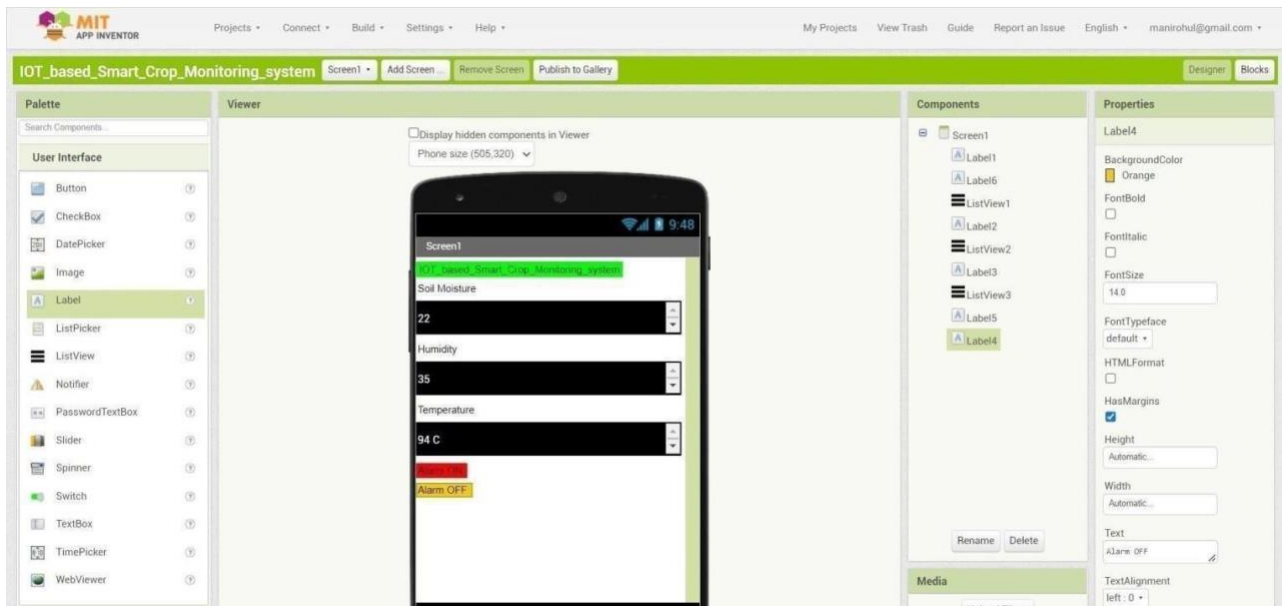 MIT
APP INVENTOR
Projects Connect Build Settings Help
My Projects View Trash Guide Report an Issue English manirohul@gmail.com
IOT_based_Smart_Crop_Monitoring_system Screen1 Add Screen ... Remove Screen Publish to Gallery
Designer Blocks
Palette
Search Components...
User Interface
Button
CheckBox
DatePicker
Image
Label
ListPicker
ListView
Notifier
PasswordTextBox
Slider
Spinner
Switch
TextBox
TimePicker
WebViewer
Viewer
Display hidden components in Viewer
Phone size (505,320)
9:48
Screen1
IOT_based_Smart_Crop_Monitoring_system
Soil Moisture
22
Humidity
35
Temperature
94 C
Alarm ON
Alarm OFF
Components
Screen1
Label1
Label6
ListView1
Label2
ListView2
Label3
ListView3
Label5
Label4
Rename Delete
Media
Properties
Label4
BackgroundColor
Orange
FontBold
FontItalic
FontSize
14.0
FontTypeface
default
HTMLFormat
HasMargins
Height
Automatic...
Width
Automatic...
Text
Alarm OFF
TextAlignment
left : 0